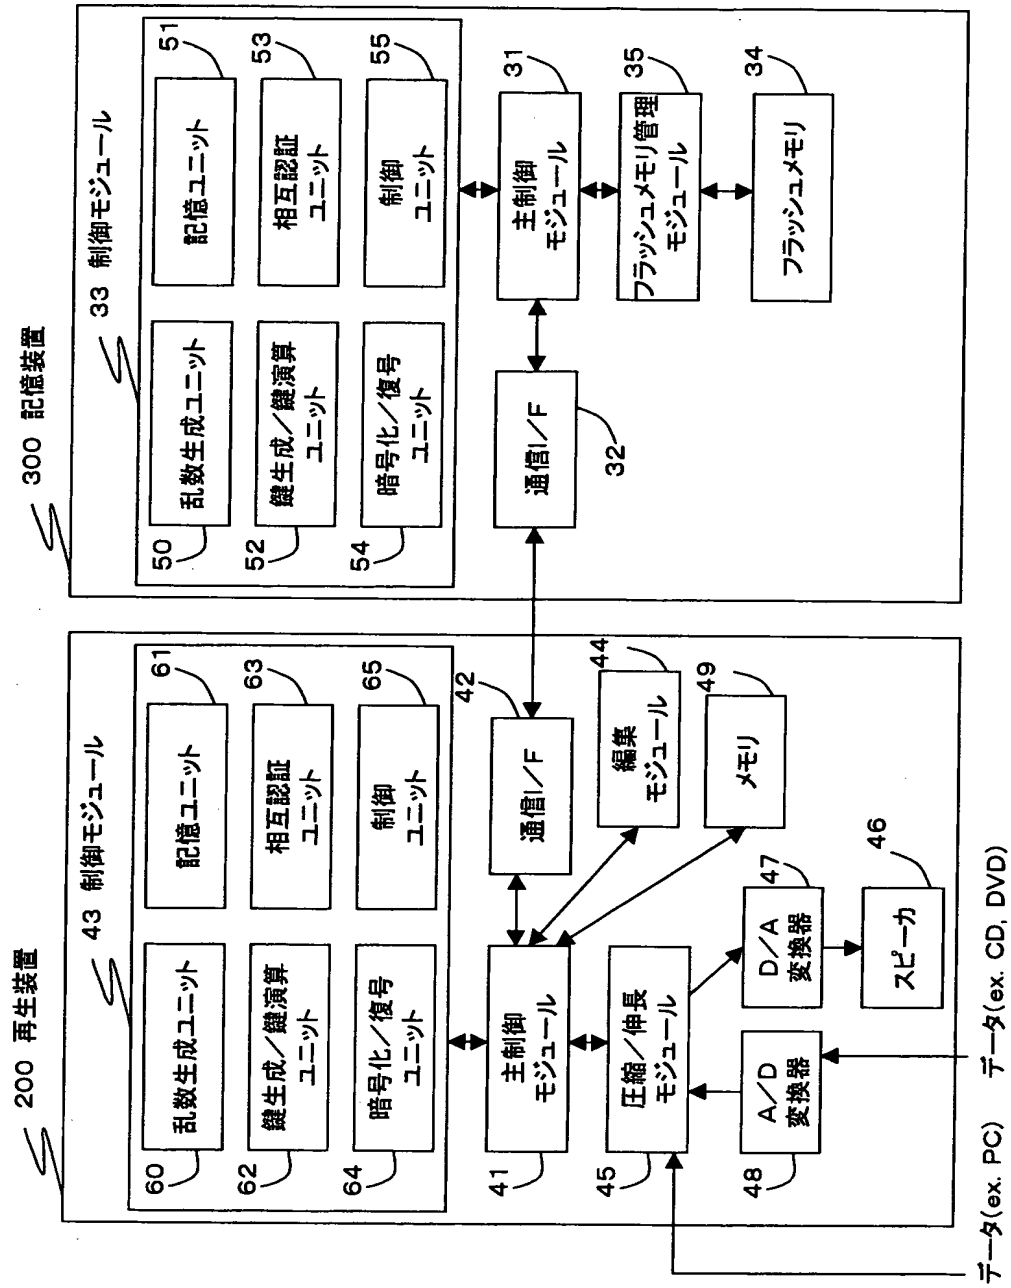 200 再生装置
43 制御モジュール
60
乱数生成ユニット
記憶ユニット
61
62
鍵生成/鍵演算
ユニット
相互認証
ユニット
63
64
暗号化/復号
ユニット
制御
ユニット
65
41
主制御
モジュール
通信I/F
42
45
圧縮/伸長
モジュール
編集
モジュール
44
48
A/D
変換器
D/A
変換器
47
メモリ
49
スピーカ
46
データ(ex. PC)
データ(ex. CD, DVD)
300 記憶装置
33 制御モジュール
50
乱数生成ユニット
記憶ユニット
51
52
鍵生成/鍵演算
ユニット
相互認証
ユニット
53
54
暗号化/復号
ユニット
制御
ユニット
55
通信I/F
32
主制御
モジュール
31
フラッシュメモリ管理
モジュール
35
フラッシュメモリ
34